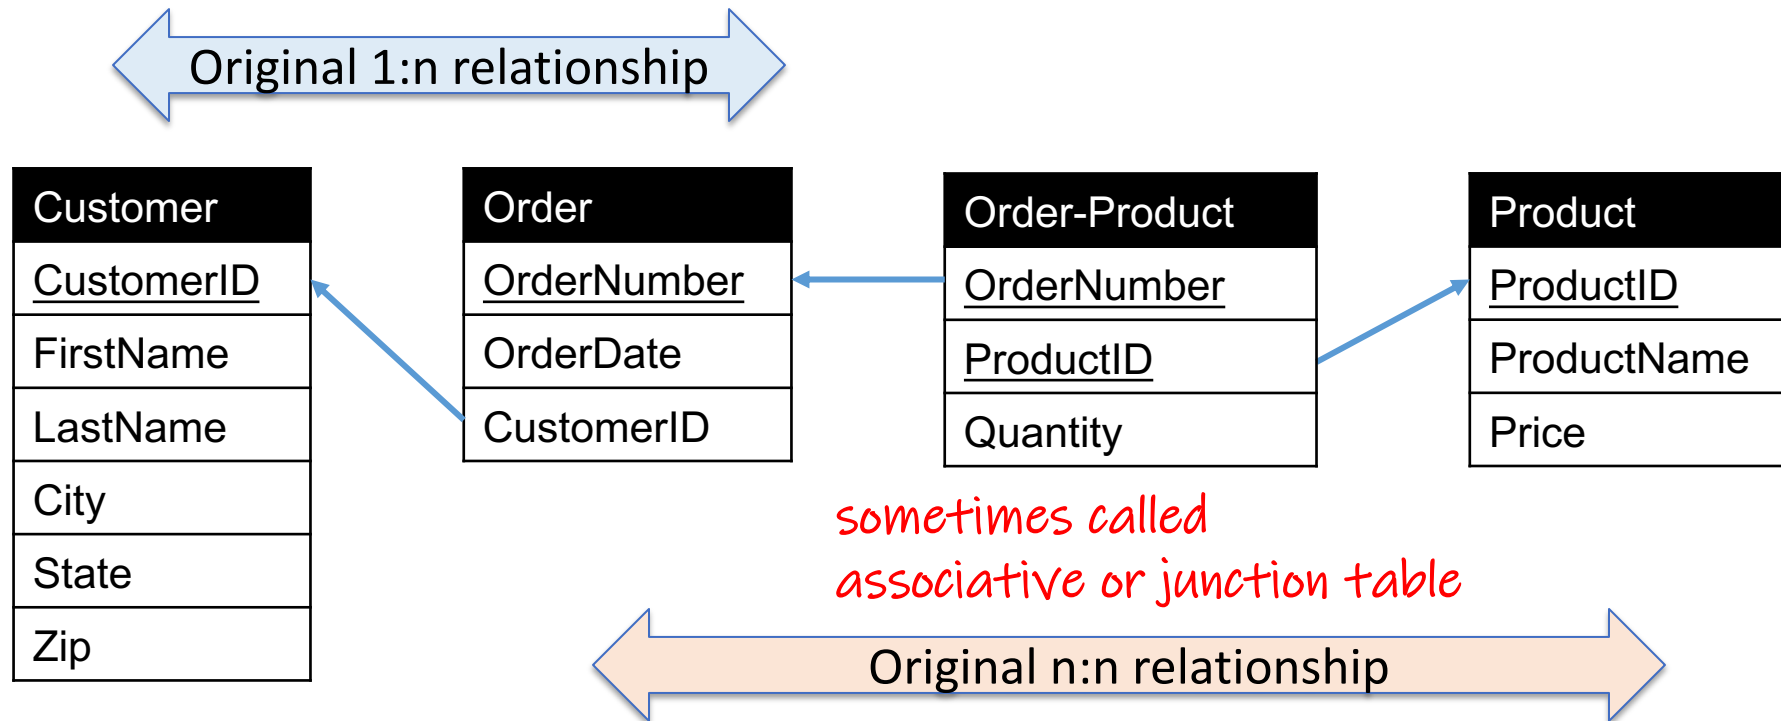 Original 1:n relationship
Customer
CustomerID
FirstName
LastName
City
State
Zip
Order
OrderNumber
OrderDate
CustomerID
Order-Product
OrderNumber
ProductID
Quantity
Product
ProductID
ProductName
Price
sometimes called
associative or junction table
Original n:n relationship